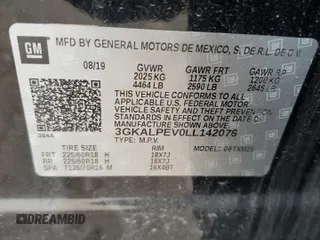 GM MFD BY GENERAL MOTORS DE MEXICO, S. DE R.L. DE C.V.
08/19 GVWR GAWR FRT GAWR RR
2025 KG 1175 KG 1200 KG
4464 LB 2590 LB 2645 LB
THIS VEHICLE CONFORMS TO ALL APPLICABLE
U.S. FEDERAL MOTOR VEHICLE SAFETY, BUMPER,
AND THEFT PREVENTION STANDARDS IN EFFECT
ON THE DATE OF MANUFACTURE SHOWN ABOVE.
3GKALPEV0LL142076
TYPE: M.P.V. MODEL:
TIRE SIZE RIM
FRT 225/60R18 H 18X7J
RR 225/60R18 H 18X7J
SPA T135/70R16 M 16X4BT
DREAMBID